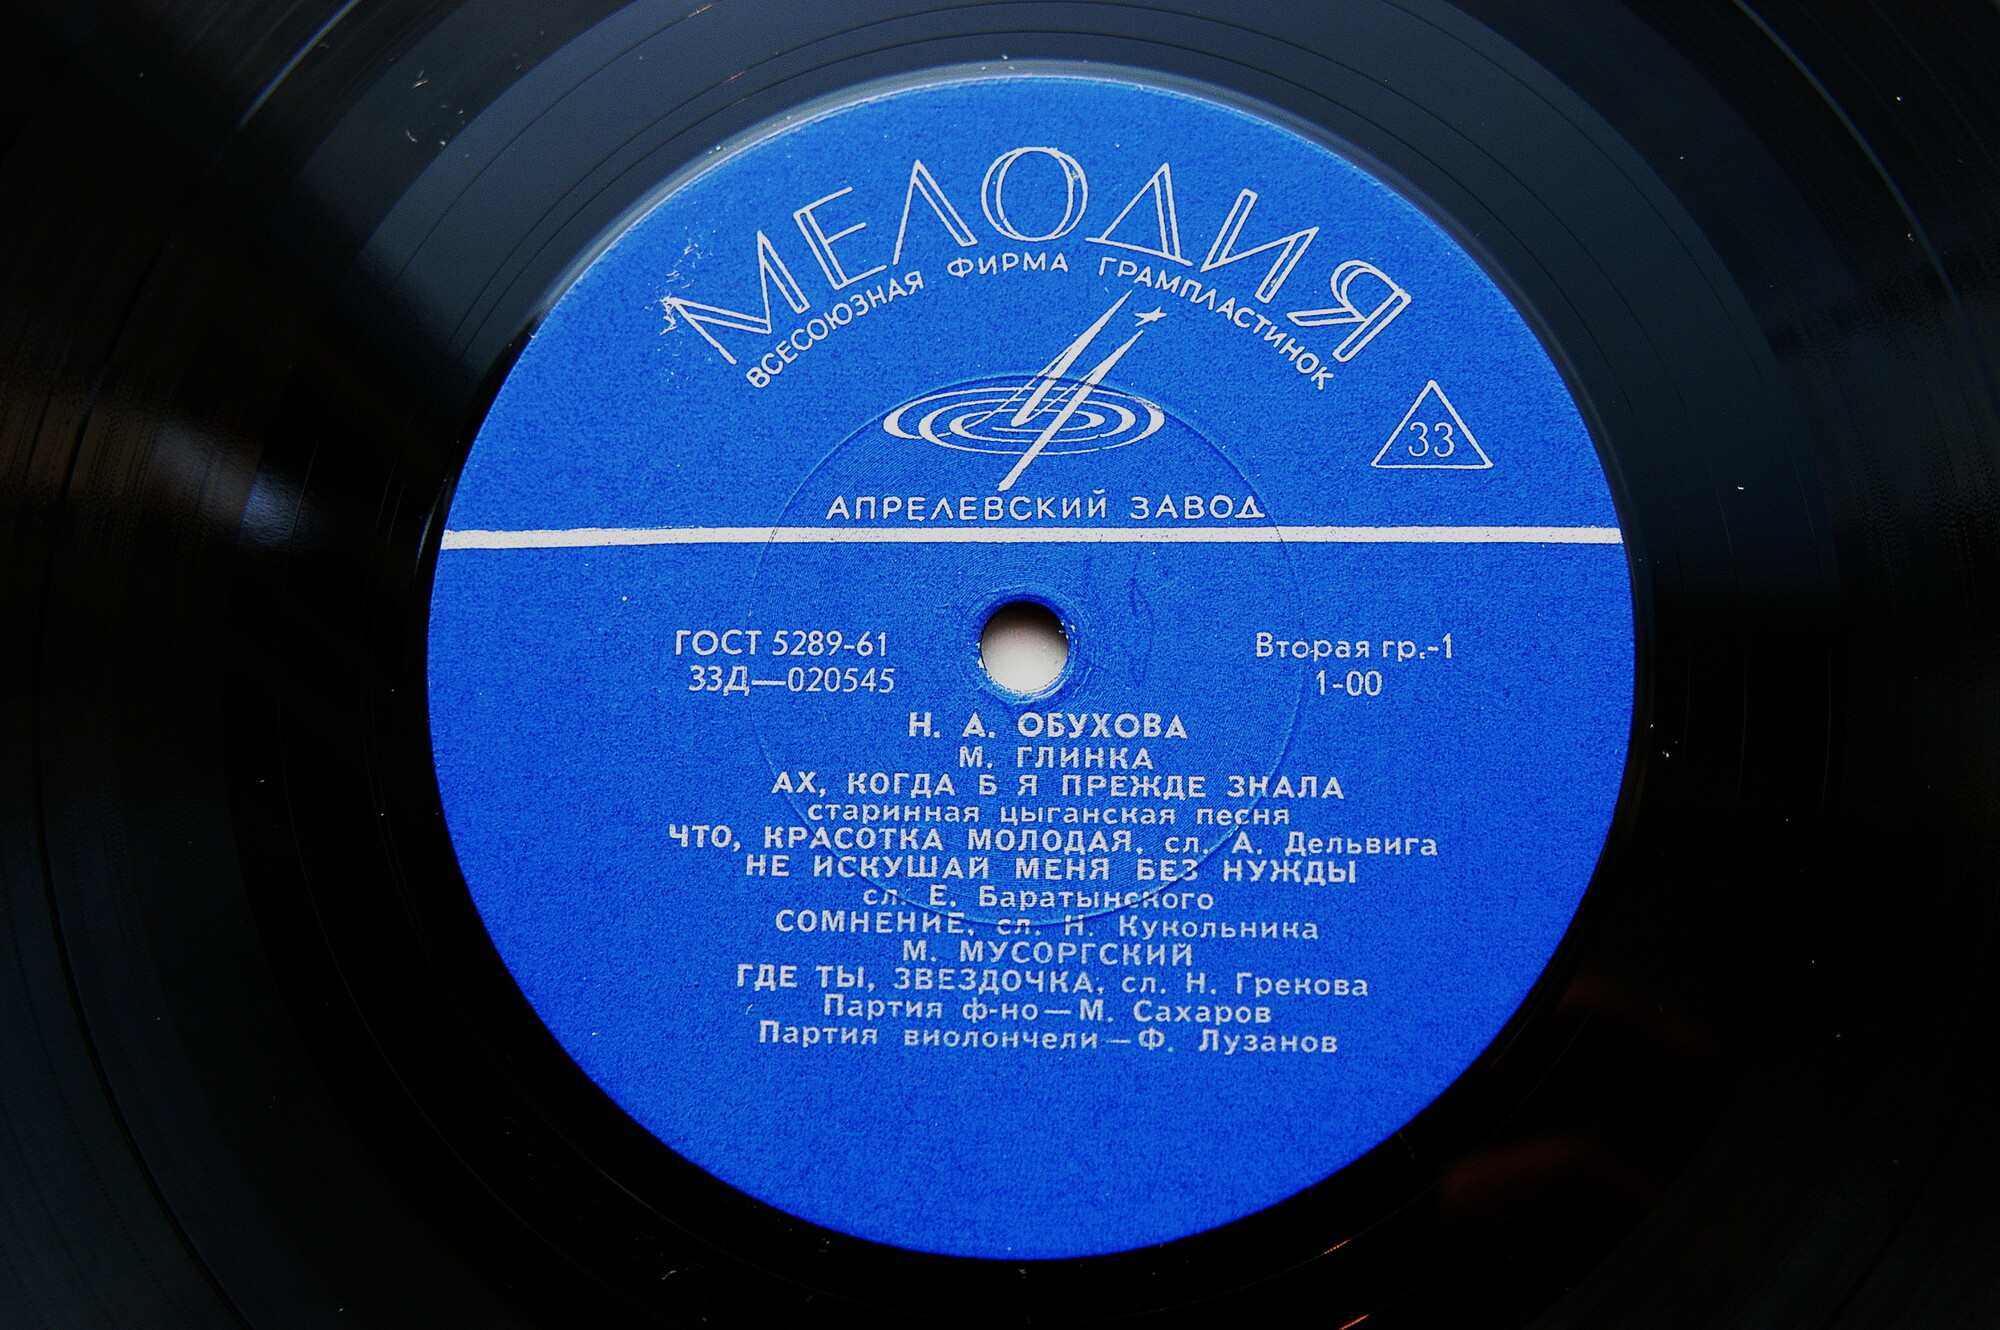 МЕЛОДИЯ
ВСЕСОЮЗНАЯ ФИРМА ГРАМПЛАСТИНОК
33
АПРЕЛЕВСКИЙ ЗАВОД
ГОСТ 5289-61
Вторая гр.-1
33Д—020545
1-00
Н. А. ОБУХОВА
М. ГЛИНКА
АХ, КОГДА Б Я ПРЕЖДЕ ЗНАЛА
старинная цыганская песня
ЧТО, КРАСОТКА МОЛОДАЯ, сл. А. Дельвига
НЕ ИСКУШАЙ МЕНЯ БЕЗ НУЖДЫ
сл. Е. Баратынского
СОМНЕНИЕ, сл. Н. Кукольника
М. МУСОРГСКИЙ
ГДЕ ТЫ, ЗВЕЗДОЧКА, сл. Н. Грекова
Партия ф-но—М. Сахаров
Партия виолончели—Ф. Лузанов